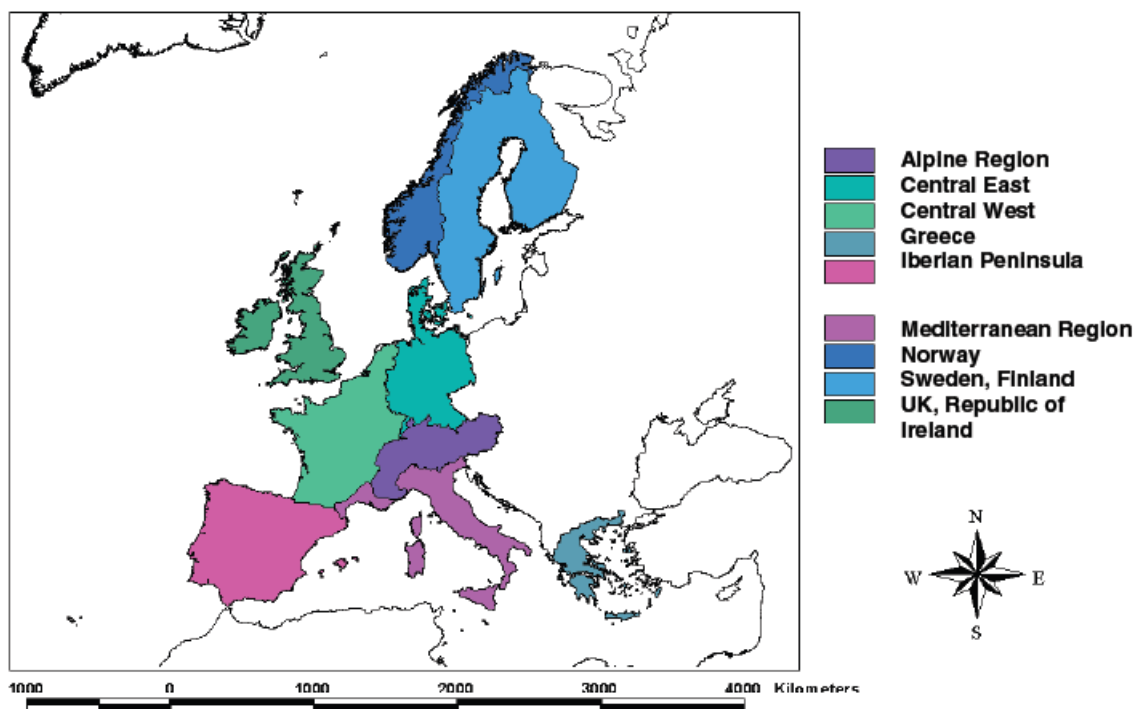 Alpine Region
Central East
Central West
Greece
Iberian Peninsula
Mediterranean Region
Norway
Sweden, Finland
UK, Republic of
Ireland
N
W E
S
1000 0 1000 2000 3000 4000 Kilometers